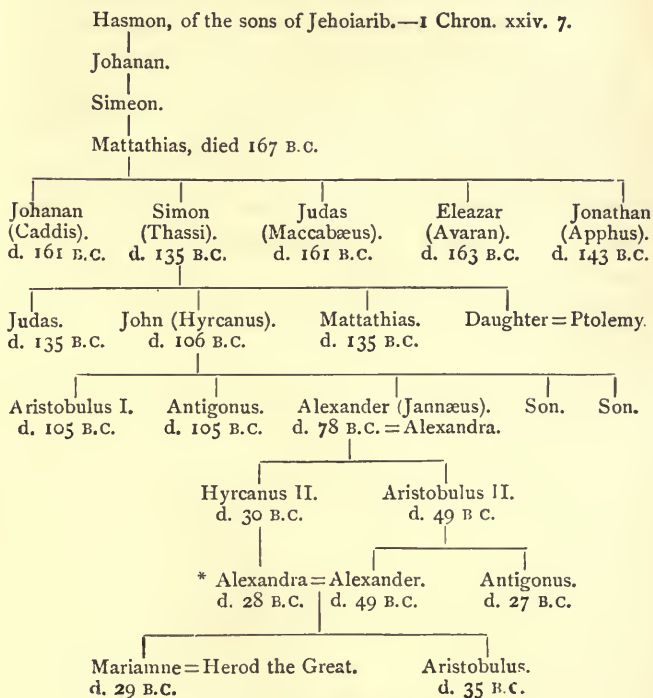 Hasmon, of the sons of Jehoiarib.—1 Chron. xxiv. 7.
Johanan.
Simeon.
Mattathias, died 167 B.C.
Johanan Simon Judas Eleazar Jonathan
(Caddis). (Thassi). (Maccabæus). (Avaran). (Apphus).
d. 161 B.C. d. 135 B.C. d. 161 B.C. d. 163 B.C. d. 143 B.C.
Judas. John (Hyrcanus). Mattathias. Daughter=Ptolemy.
d. 135 B.C. d. 106 B.C. d. 135 B.C.
Aristobulus I. Antigonus. Alexander (Jannæus). Son. Son.
d. 105 B.C. d. 105 B.C. d. 78 B.C.=Alexandra.
Hyrcanus II. Aristobulus II.
d. 30 B.C. d. 49 B C.
* Alexandra=Alexander. Antigonus.
d. 28 B.C. d. 49 B.C. d. 27 B.C.
Mariamne=Herod the Great. Aristobulus.
d. 29 B.C. d. 35 B.C.